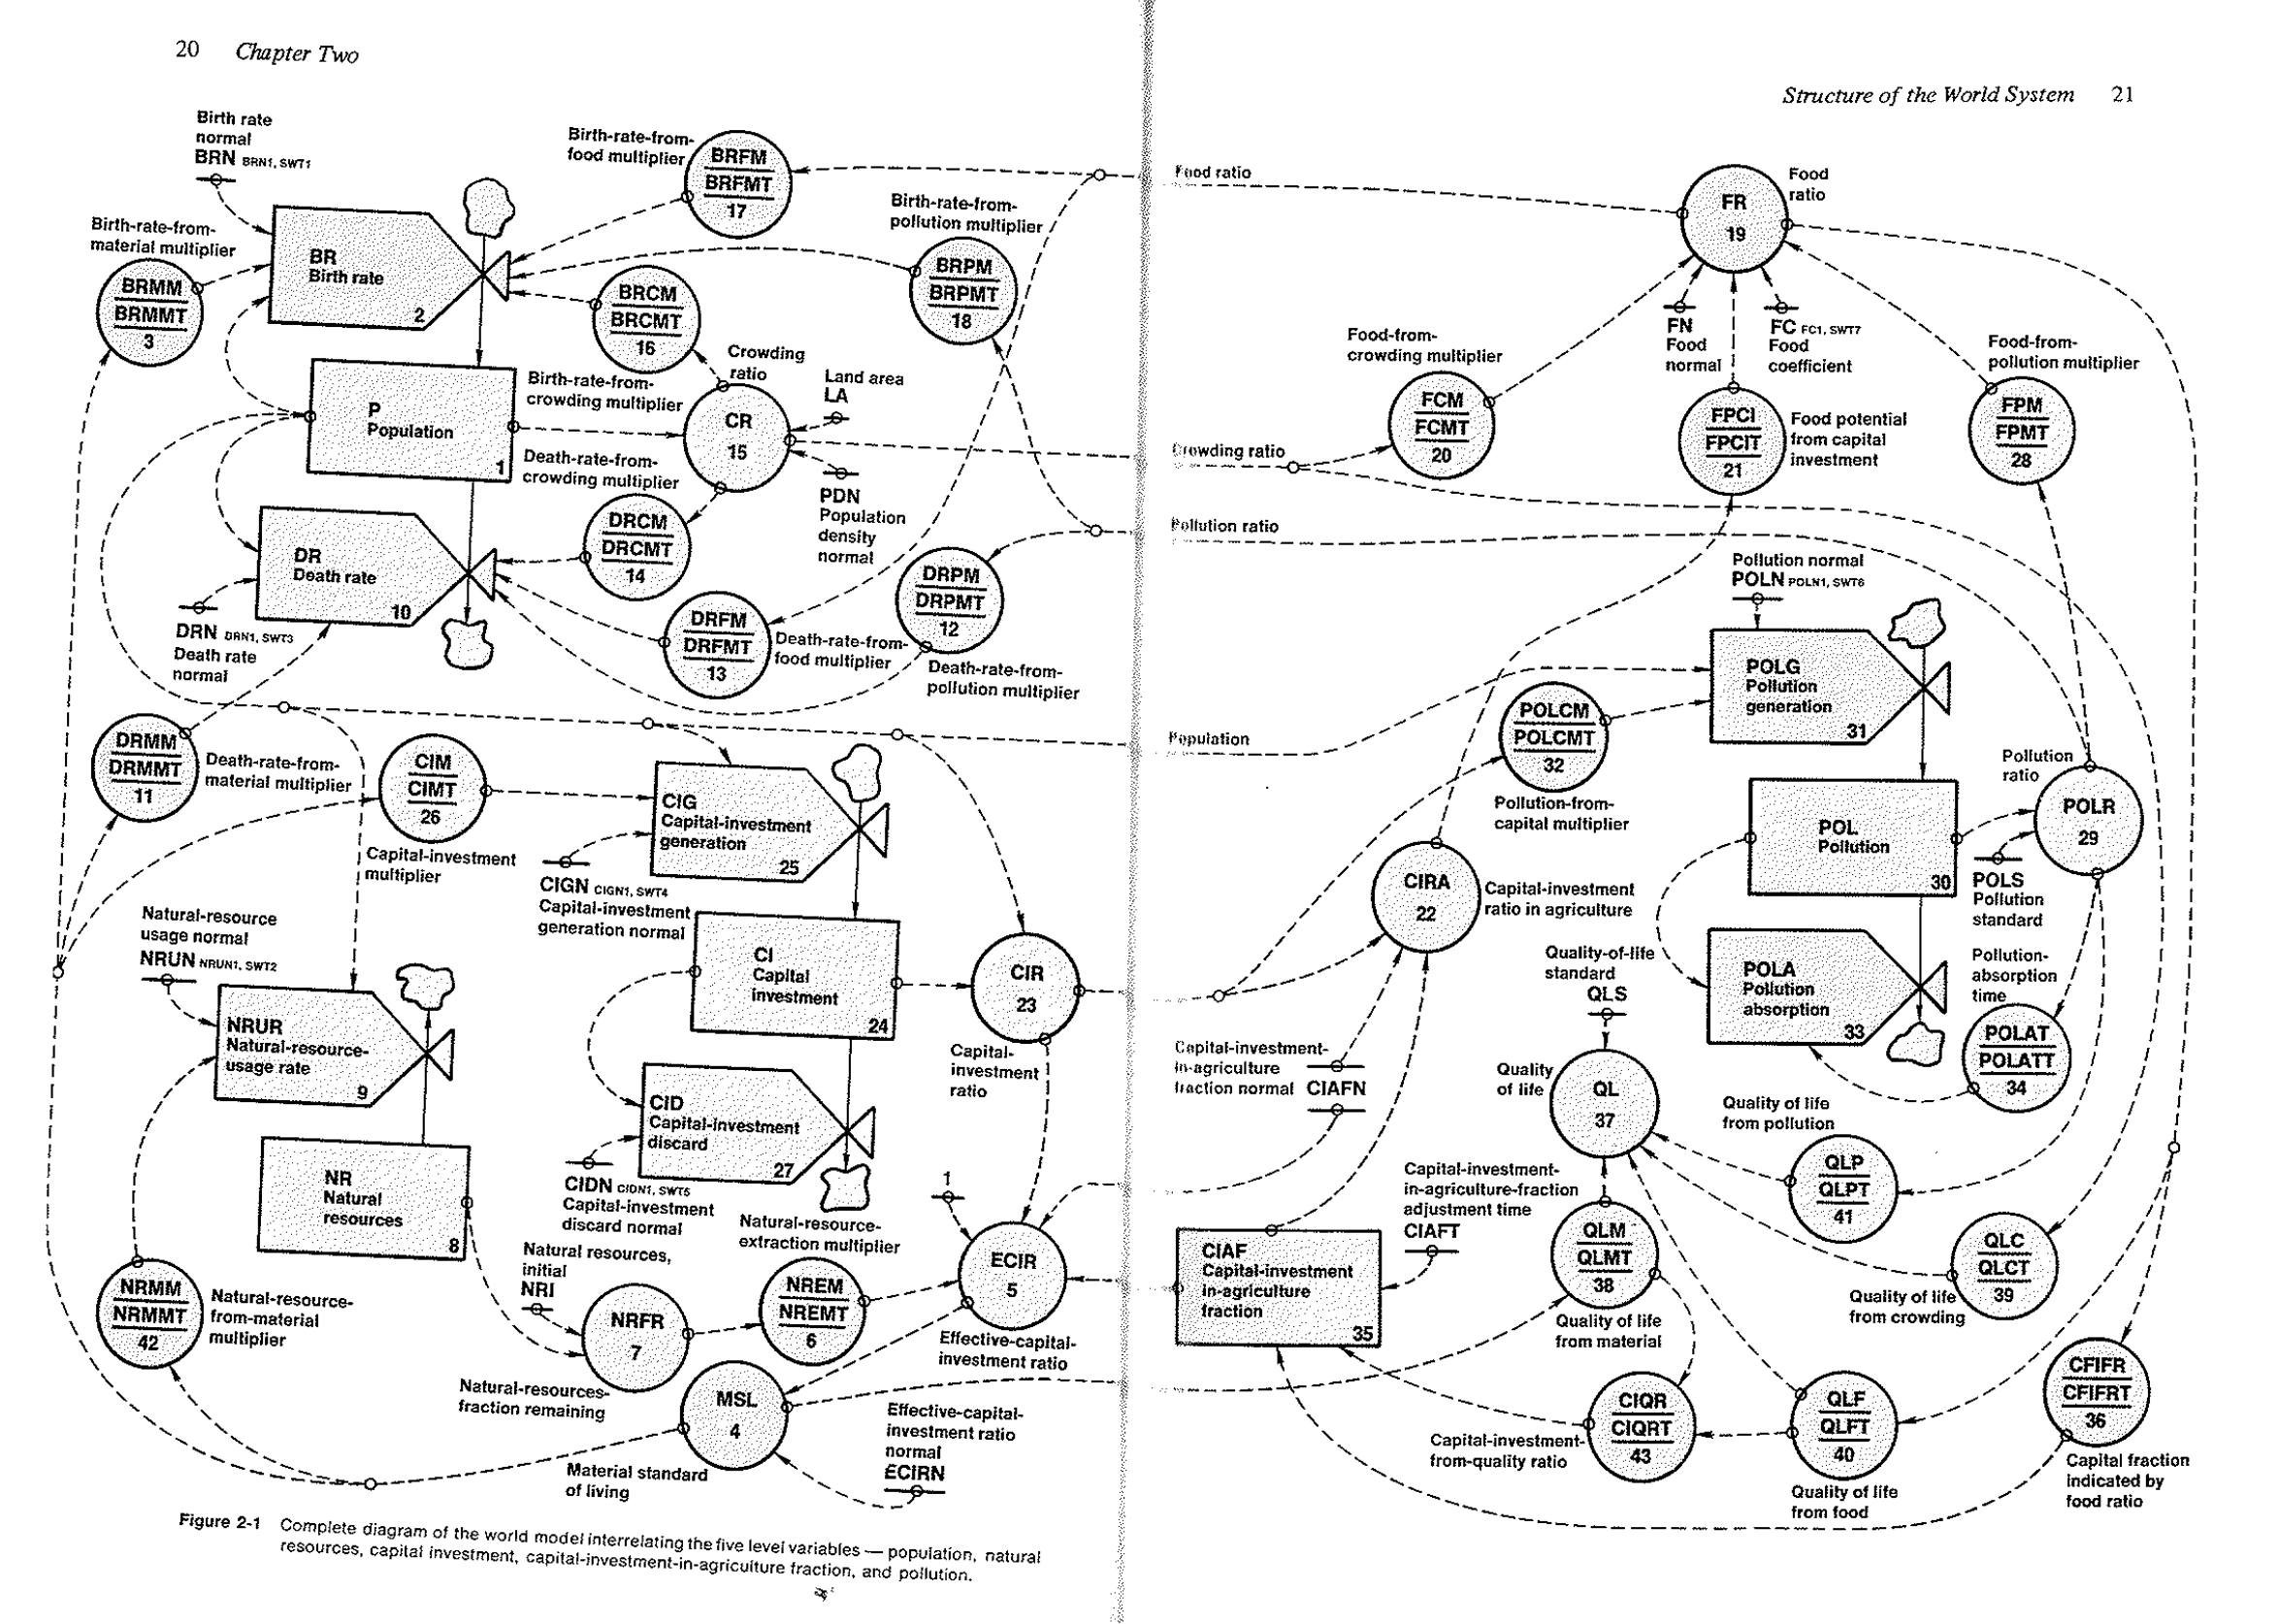 20 Chapter Two
Structure of the World System 21
Birth rate
normal
BRN BRN1, SWT1
Birth-rate-from-
food multiplier
BRFM
BRFMT
17
Birth-rate-from-
material multiplier
BRMM
BRMMT
3
BR
Birth rate
2
Birth-rate-from-
pollution multiplier
BRPM
BRPMT
18
BRCM
BRCMT
16
Birth-rate-from-
crowding multiplier
Crowding
ratio
CR
15
Land area
LA
P
Population
1
Death-rate-from-
crowding multiplier
DRCM
DRCMT
14
PDN
Population
density
normal
DR
Death rate
10
DRN DRN1, SWT3
Death rate
normal
DRFM
DRFMT
13
Death-rate-from-
food multiplier
DRPM
DRPMT
12
Death-rate-from-
pollution multiplier
DRMM
DRMMT
11
Death-rate-from-
material multiplier
CIM
CIMT
26
Capital-investment
multiplier
CIG
Capital-investment
generation
25
CIGN CIGN1, SWT4
Capital-investment
generation normal
Natural-resource
usage normal
NRUN NRUN1, SWT2
NRUR
Natural-resource-
usage rate
9
CI
Capital
investment
24
CIR
23
Capital-
investment
ratio
CID
Capital-investment
discard
27
CIDN CIDN1, SWT5
Capital-investment
discard normal
NR
Natural
resources
8
Natural-resource-
extraction multiplier
NREM
NREMT
6
1
ECIR
5
Effective-capital-
investment ratio
Natural resources,
initial
NRI
NRFR
7
Natural-resources-
fraction remaining
NRMM
NRMMT
42
Natural-resource-
from-material
multiplier
MSL
4
Material standard
of living
Effective-capital-
investment ratio
normal
ECIRN
Food ratio
FR
19
Food
ratio
FN
Food
normal
FC FC1, SWT7
Food
coefficient
Food-from-
crowding multiplier
FCM
FCMT
20
FPCI
FPCIT
21
Food potential
from capital
investment
Food-from-
pollution multiplier
FPM
FPMT
28
Crowding ratio
Pollution ratio
Pollution normal
POLN POLN1, SWT6
POLG
Pollution
generation
31
Population
POLCM
POLCMT
32
Pollution-from-
capital multiplier
POL
Pollution
30
Pollution
ratio
POLR
29
POLS
Pollution
standard
CIRA
22
Capital-investment
ratio in agriculture
POLA
Pollution
absorption
33
Pollution-
absorption
time
POLAT
POLATT
34
Quality-of-life
standard
QLS
Quality
of life
QL
37
Capital-investment-
in-agriculture
fraction normal CIAFN
Quality of life
from pollution
QLP
QLPT
41
Capital-investment-
in-agriculture-fraction
adjustment time
CIAFT
CIAF
Capital-investment
in-agriculture
fraction
35
QLM
QLMT
38
Quality of life
from material
QLC
QLCT
39
Quality of life
from crowding
CIQR
CIQRT
43
Capital-investment-
from-quality ratio
QLF
QLFT
40
Quality of life
from food
CFIFR
CFIFRT
36
Capital fraction
indicated by
food ratio
Figure 2-1 Complete diagram of the world model interrelating the five level variables — population, natural
resources, capital investment, capital-investment-in-agriculture fraction, and pollution.